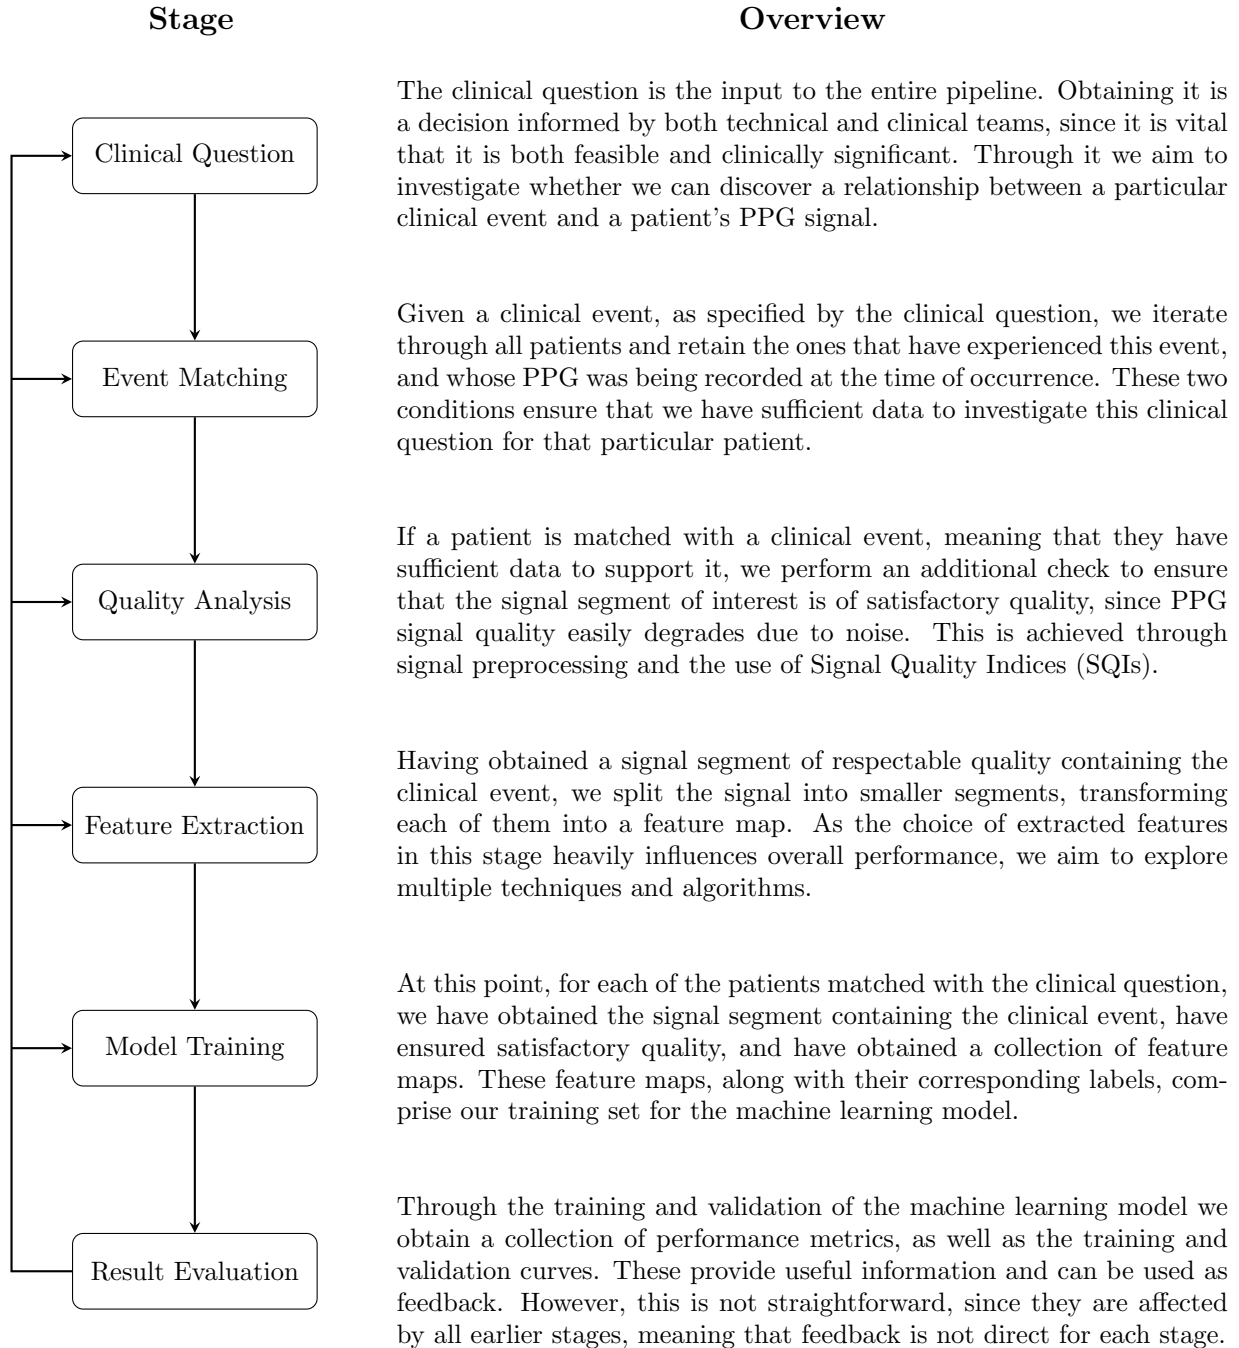 Stage
Overview
Clinical Question
The clinical question is the input to the entire pipeline. Obtaining it is
a decision informed by both technical and clinical teams, since it is vital
that it is both feasible and clinically significant. Through it we aim to
investigate whether we can discover a relationship between a particular
clinical event and a patient's PPG signal.
Event Matching
Given a clinical event, as specified by the clinical question, we iterate
through all patients and retain the ones that have experienced this event,
and whose PPG was being recorded at the time of occurrence. These two
conditions ensure that we have sufficient data to investigate this clinical
question for that particular patient.
Quality Analysis
If a patient is matched with a clinical event, meaning that they have
sufficient data to support it, we perform an additional check to ensure
that the signal segment of interest is of satisfactory quality, since PPG
signal quality easily degrades due to noise. This is achieved through
signal preprocessing and the use of Signal Quality Indices (SQIs).
Feature Extraction
Having obtained a signal segment of respectable quality containing the
clinical event, we split the signal into smaller segments, transforming
each of them into a feature map. As the choice of extracted features
in this stage heavily influences overall performance, we aim to explore
multiple techniques and algorithms.
Model Training
At this point, for each of the patients matched with the clinical question,
we have obtained the signal segment containing the clinical event, have
ensured satisfactory quality, and have obtained a collection of feature
maps. These feature maps, along with their corresponding labels, com-
prise our training set for the machine learning model.
Result Evaluation
Through the training and validation of the machine learning model we
obtain a collection of performance metrics, as well as the training and
validation curves. These provide useful information and can be used as
feedback. However, this is not straightforward, since they are affected
by all earlier stages, meaning that feedback is not direct for each stage.